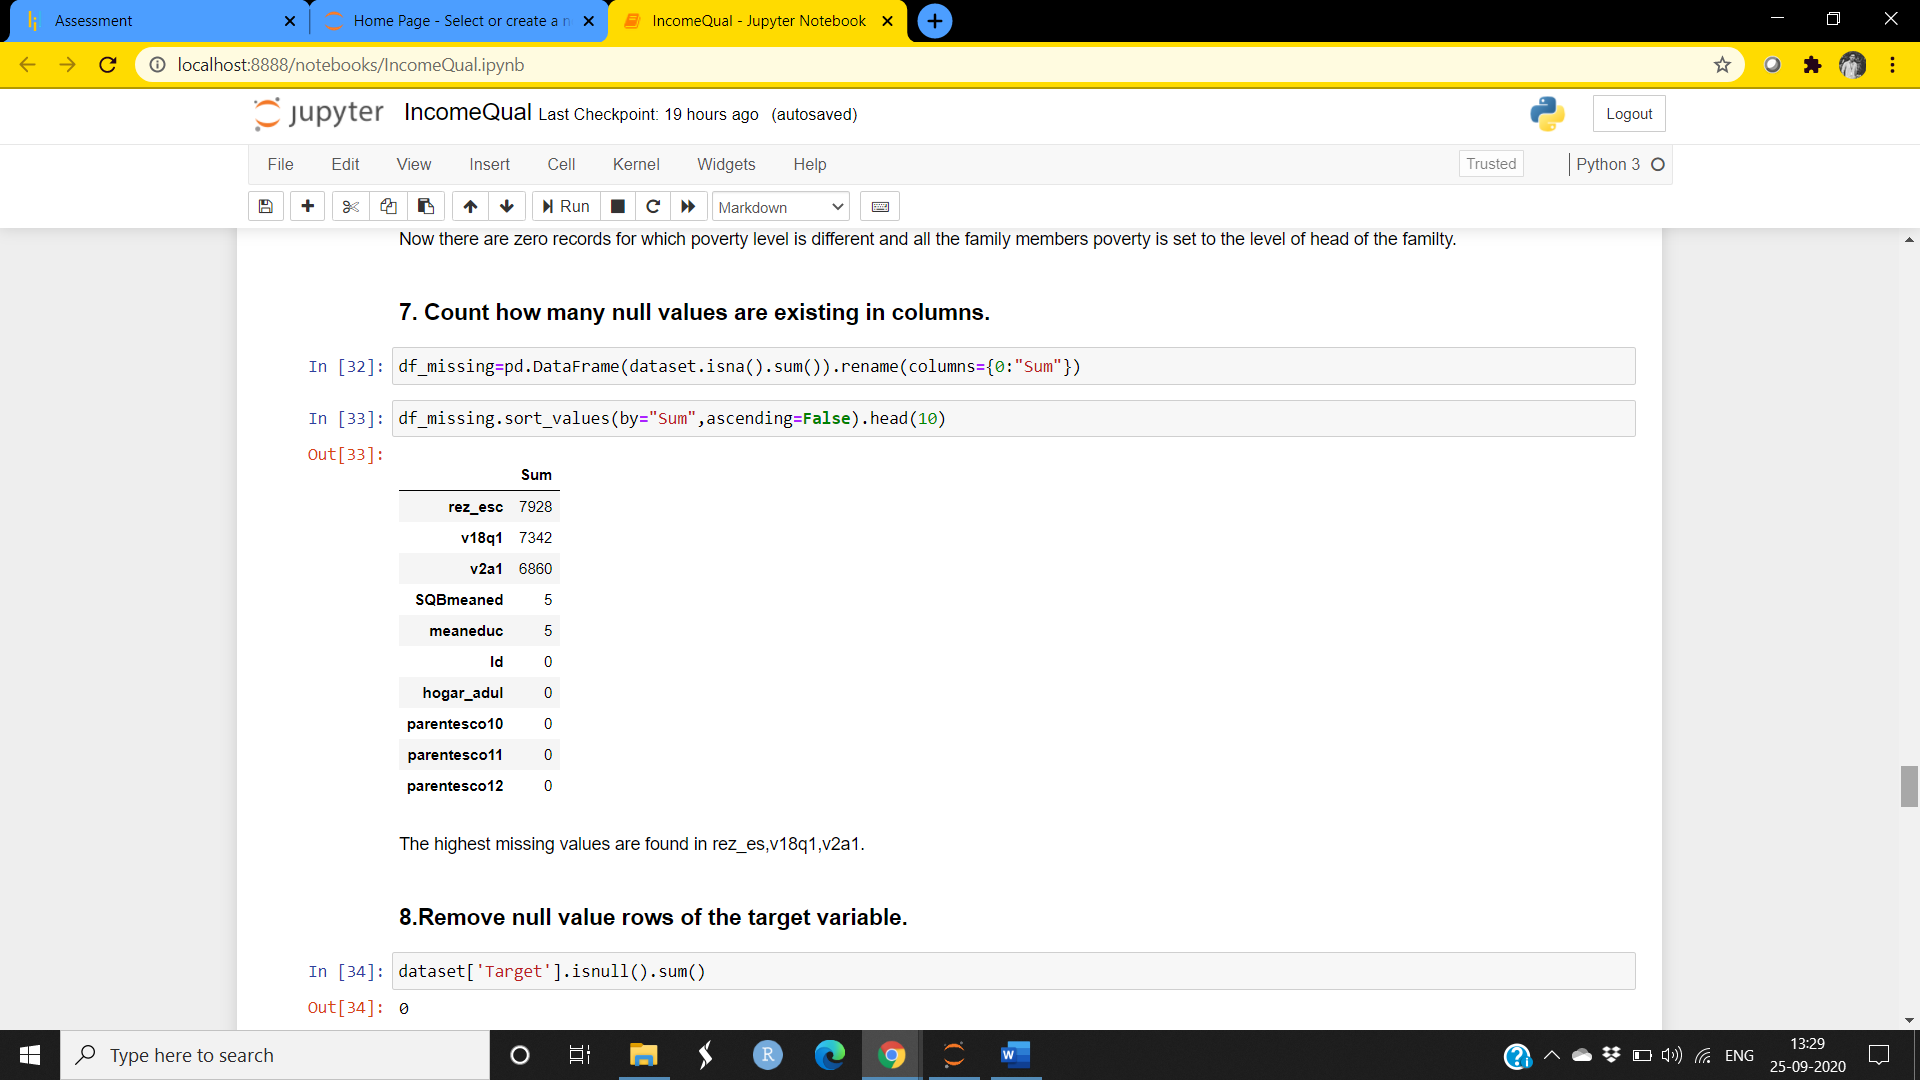 Assessment
Home Page - Select or create a n
IncomeQual - Jupyter Notebook
localhost:8888/notebooks/IncomeQual.ipynb
jupyter IncomeQual Last Checkpoint: 19 hours ago (autosaved)
Logout
File Edit View Insert Cell Kernel Widgets Help
Trusted
Python 3
Run
Markdown
Now there are zero records for which poverty level is different and all the family members poverty is set to the level of head of the familty.
7. Count how many null values are existing in columns.
In [32]: df_missing=pd.DataFrame(dataset.isna().sum()).rename(columns={0:"Sum"})
In [33]: df_missing.sort_values(by="Sum",ascending=False).head(10)
Out[33]:
Sum
rez_esc 7928
v18q1 7342
v2a1 6860
SQBmeaned 5
meaneduc 5
Id 0
hogar_adul 0
parentesco10 0
parentesco11 0
parentesco12 0
The highest missing values are found in rez_es,v18q1,v2a1.
8.Remove null value rows of the target variable.
In [34]: dataset['Target'].isnull().sum()
Out[34]: 0
Type here to search
R
W
ENG
13:29
25-09-2020